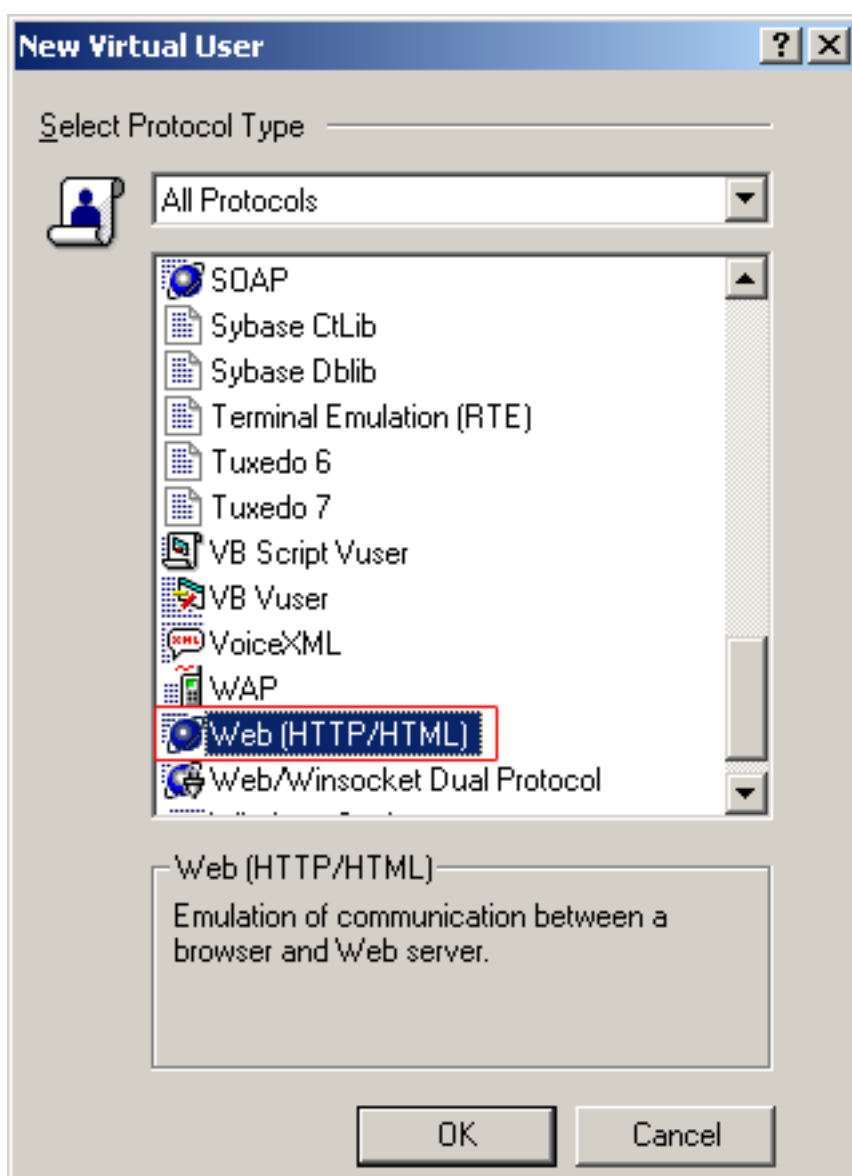 New Virtual User
Select Protocol Type
All Protocols
SOAP
Sybase CtLib
Sybase Dblib
Terminal Emulation (RTE)
Tuxedo 6
Tuxedo 7
VB Script Vuser
VB Vuser
VoiceXML
WAP
Web (HTTP/HTML)
Web/Winsocket Dual Protocol
Web (HTTP/HTML)
Emulation of communication between a
browser and Web server.
OK
Cancel